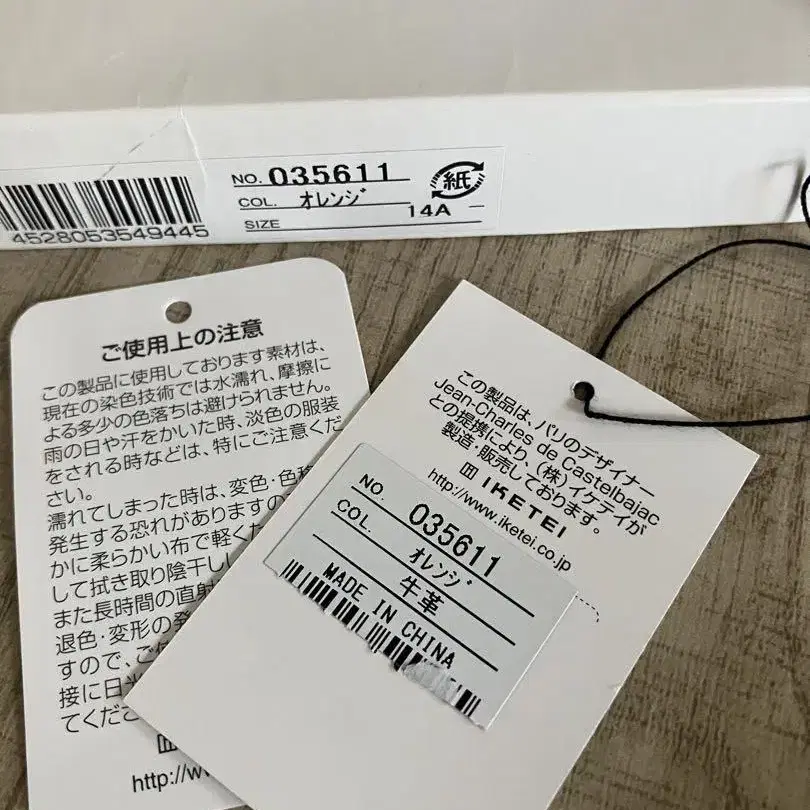 NO. 035611
COL. オレンジ
SIZE 14A
紙
4528053549445
ご使用上の注意
この製品に使用しております素材は、
現在の染色技術では水濡れ、摩擦に
よる多少の色落ちは避けられません。
雨の日や汗をかいた時、淡色の服装
をされる時などは、特にご注意くだ
さい。
濡れてしまった時は、変色・色移
発生する恐れがありますので
かに柔らかい布で軽くた
して拭き取り陰干し
また長時間の直射
退色・変形の発
すので、ご使
接に日光
てくださ
http://ww
この製品は、パリのデザイナー
Jean-Charles de Castelbajac
との提携により、(株)イケテイが
製造・販売しております。
IKETEI
http://www.iketei.co.jp
NO. 035611
COL. オレンジ
牛革
MADE IN CHINA